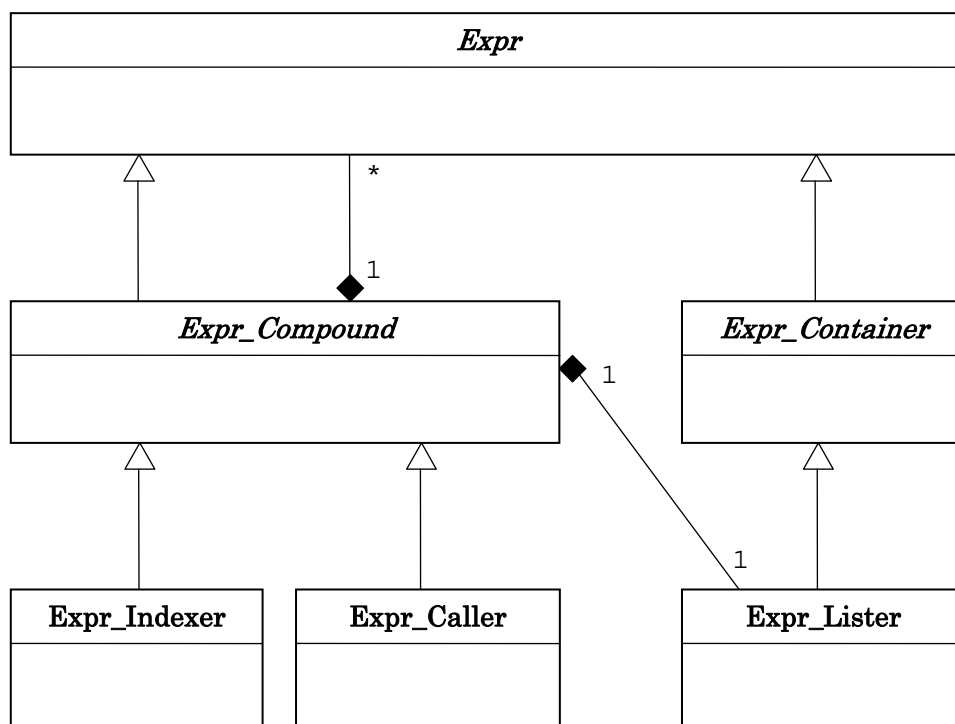 Expr
*
1
Expr_Compound
Expr_Container
1
1
Expr_Indexer
Expr_Caller
Expr_Lister